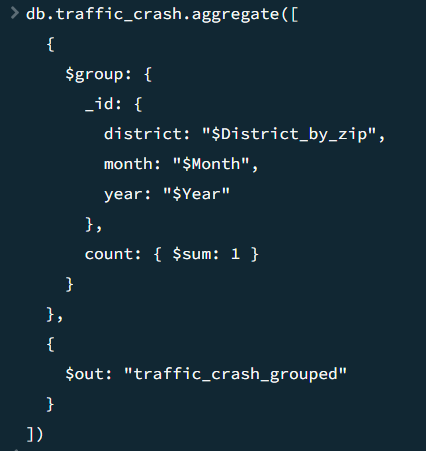 > db.traffic_crash.aggregate([
{
$group: {
_id: {
district: "$District_by_zip",
month: "$Month",
year: "$Year"
},
count: { $sum: 1 }
}
},
{
$out: "traffic_crash_grouped"
}
])